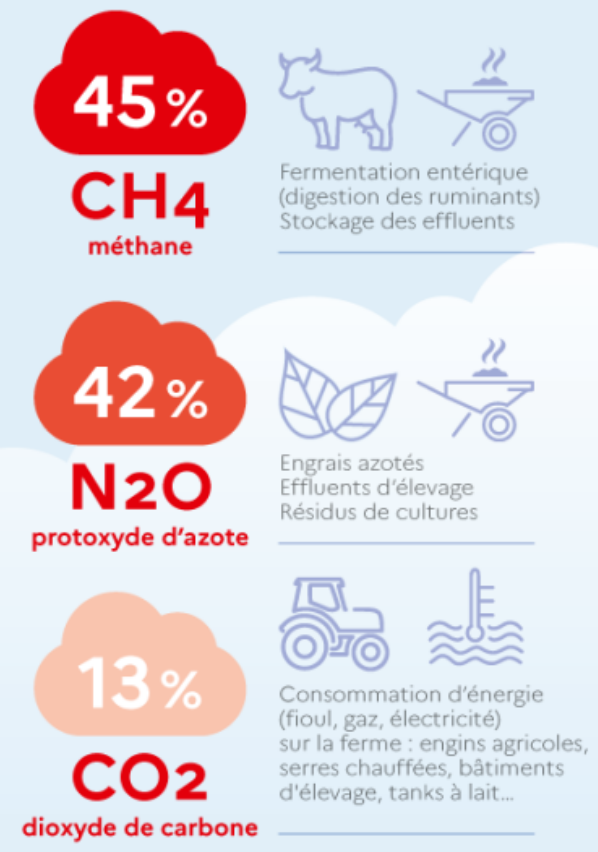 45%
CH4
méthane
Fermentation entérique
(digestion des ruminants)
Stockage des effluents
42%
N2O
protoxyde d'azote
Engrais azotés
Effluents d'élevage
Résidus de cultures
13%
CO2
dioxyde de carbone
Consommation d'énergie
(fioul, gaz, électricité)
sur la ferme : engins agricoles,
serres chauffées, bâtiments
d'élevage, tanks à lait...